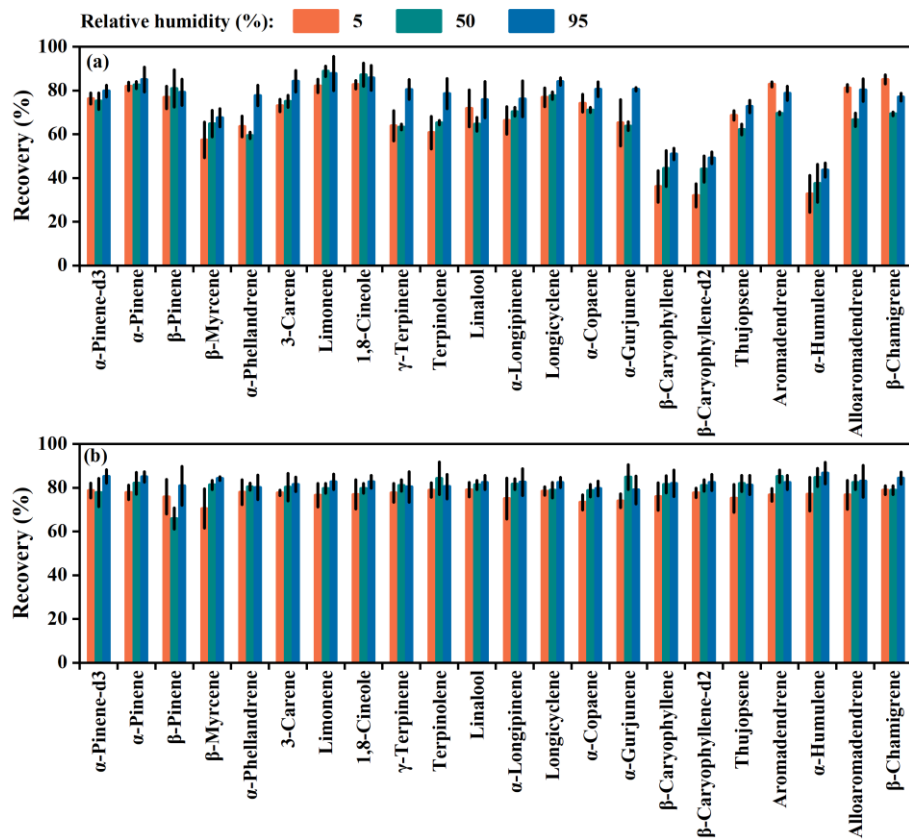 Relative humidity (%): 5 50 95
(a)
Recovery (%)
100
80
60
40
20
0
α-Pinene-d3
α-Pinene
β-Pinene
β-Myrcene
α-Phellandrene
3-Carene
Limonene
1,8-Cineole
γ-Terpinene
Terpinolene
Linalool
α-Longipinene
Longicyclene
α-Copaene
α-Gurjunene
β-Caryophyllene
β-Caryophyllene-d2
Thujopsene
Aromadendrene
α-Humulene
Alloaromadendrene
β-Chamigrene
(b)
Recovery (%)
100
80
60
40
20
0
α-Pinene-d3
α-Pinene
β-Pinene
β-Myrcene
α-Phellandrene
3-Carene
Limonene
1,8-Cineole
γ-Terpinene
Terpinolene
Linalool
α-Longipinene
Longicyclene
α-Copaene
α-Gurjunene
β-Caryophyllene
β-Caryophyllene-d2
Thujopsene
Aromadendrene
α-Humulene
Alloaromadendrene
β-Chamigrene